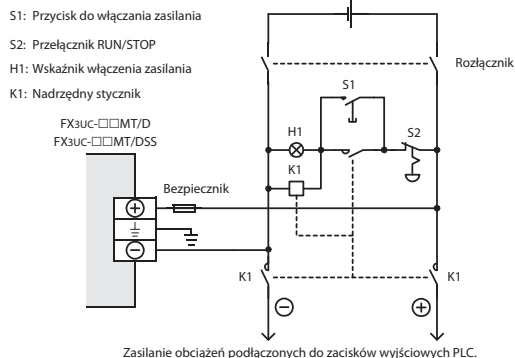 S1: Przycisk do włączania zasilania
S2: Przełącznik RUN/STOP
H1: Wskaźnik włączenia zasilania
K1: Nadrzędny stycznik
FX3UC-□□MT/D
FX3UC-□□MT/DSS
Rozłącznik
S1
H1
S2
K1
Bezpiecznik
K1
K1
Zasilanie obciążeń podłączonych do zacisków wyjściowych PLC.